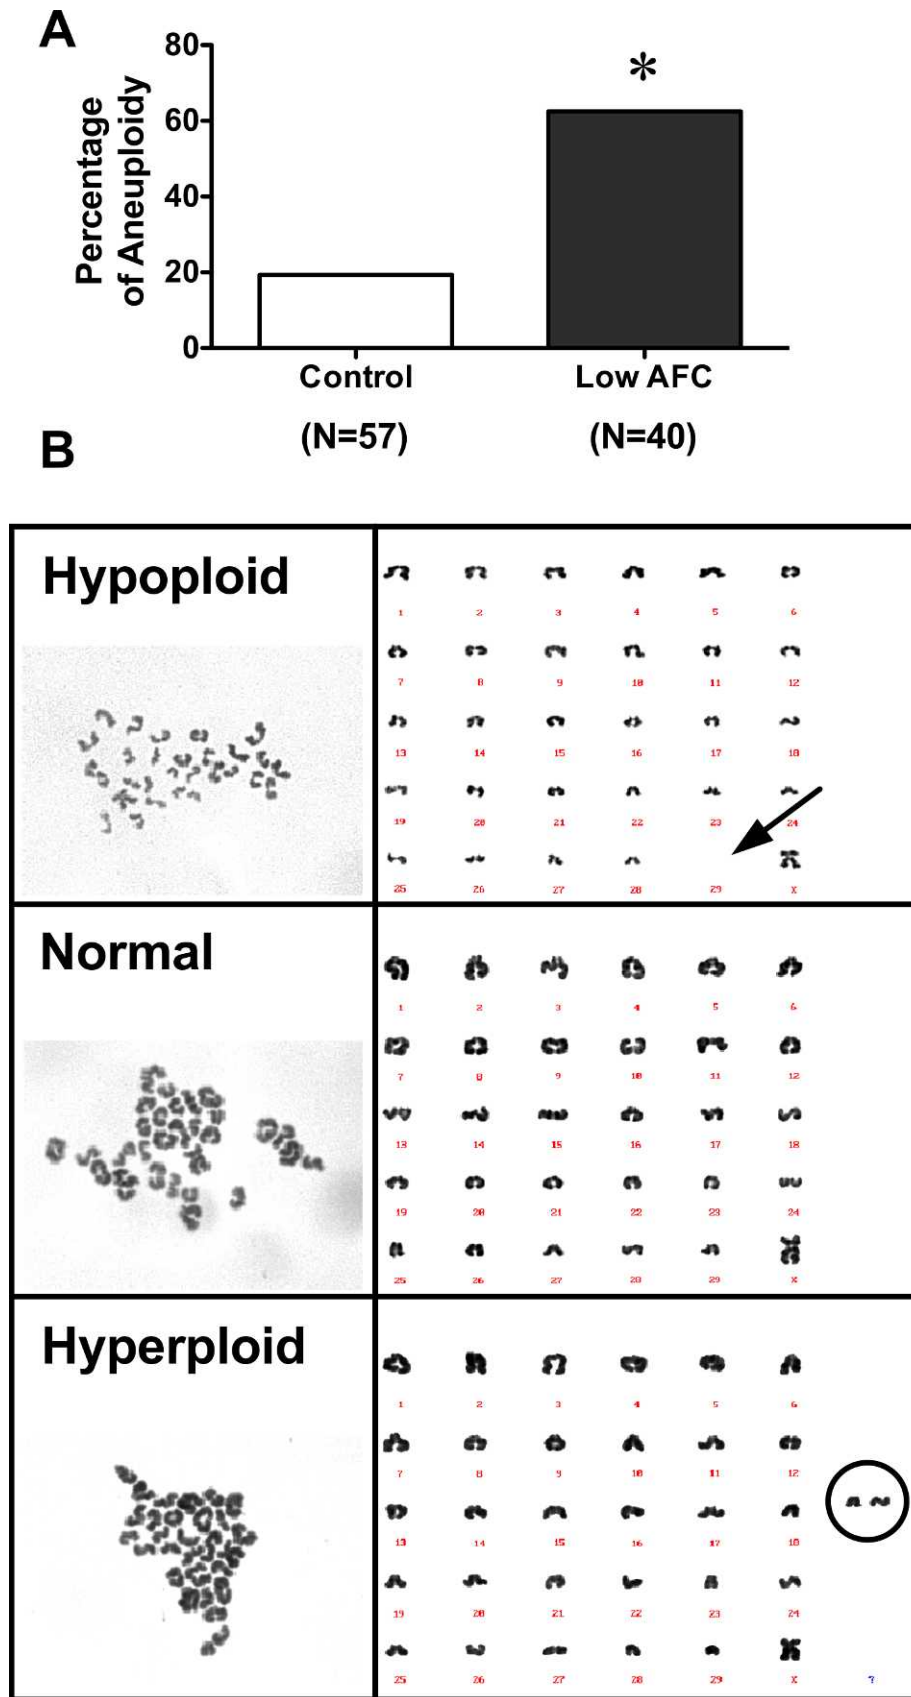 A
80
60
40
20
0
Percentage
of Aneuploidy
*
Control
Low AFC
(N=57)
(N=40)
B
Hypoploid
1 2 3 4 5 6
7 8 9 10 11 12
13 14 15 16 17 18
19 20 21 22 23 24
25 26 27 28 29 X
Normal
1 2 3 4 5 6
7 8 9 10 11 12
13 14 15 16 17 18
19 20 21 22 23 24
25 26 27 28 29 X
Hyperploid
1 2 3 4 5 6
7 8 9 10 11 12
13 14 15 16 17 18
19 20 21 22 23 24
25 26 27 28 29 X ?